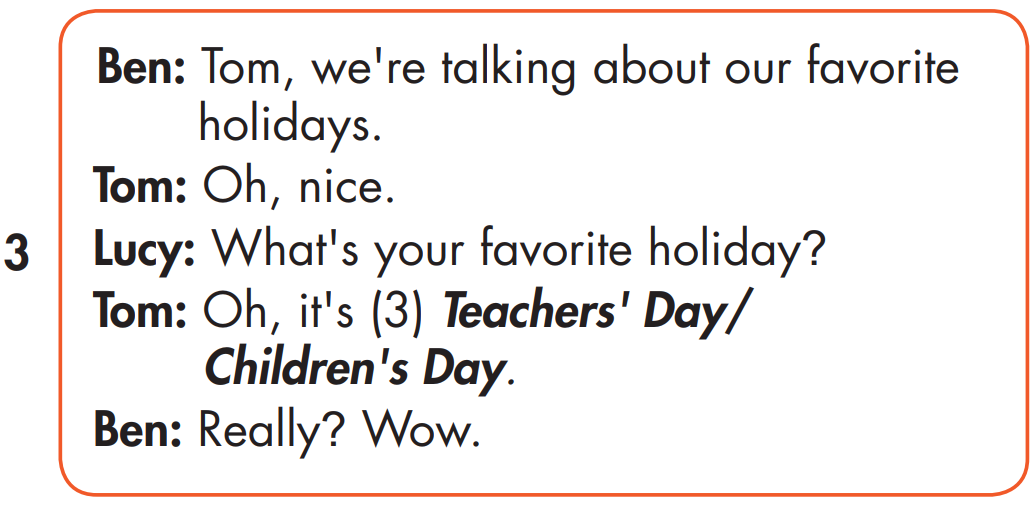 Ben: Tom, we're talking about our favorite
holidays.
Tom: Oh, nice.
3
Lucy: What's your favorite holiday?
Tom: Oh, it's (3) Teachers' Day/
Children's Day.
Ben: Really? Wow.